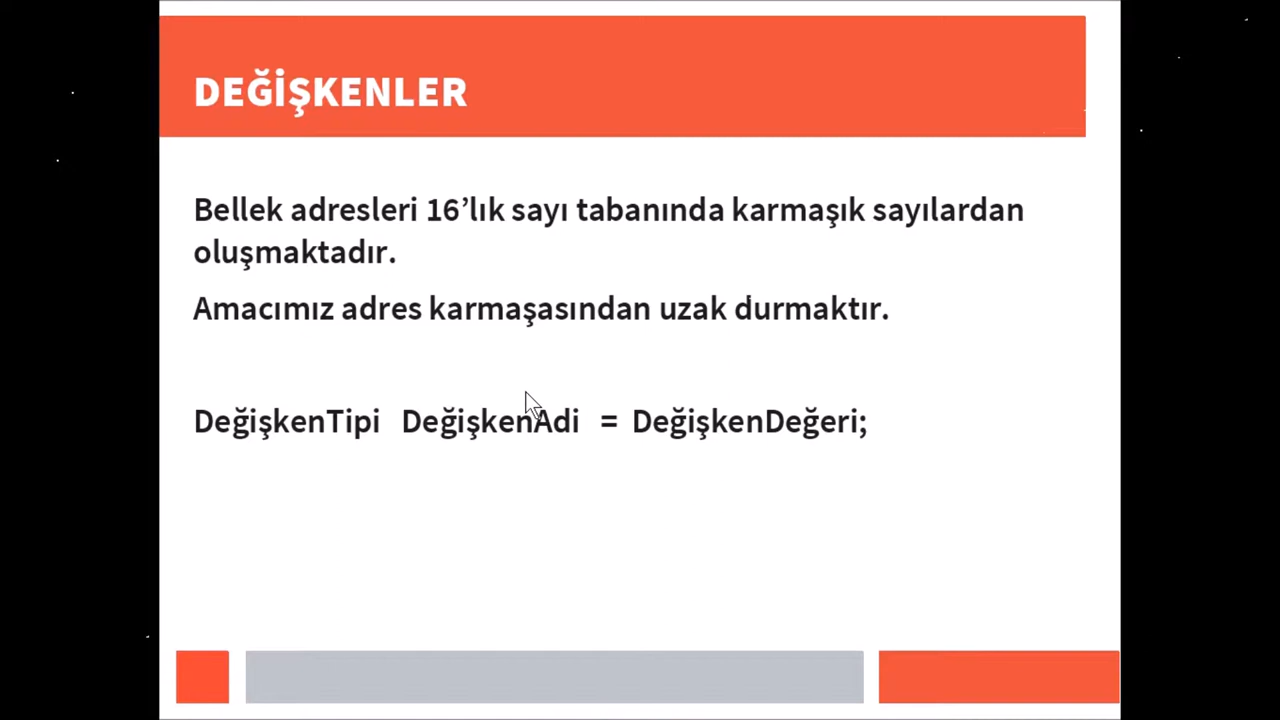 DEĞİŞKENLER
Bellek adresleri 16’lık sayı tabanında karmaşık sayılardan
oluşmaktadır.
Amacımız adres karmaşasından uzak durmaktır.
DeğişkenTipi DeğişkenAdi = DeğişkenDeğeri;